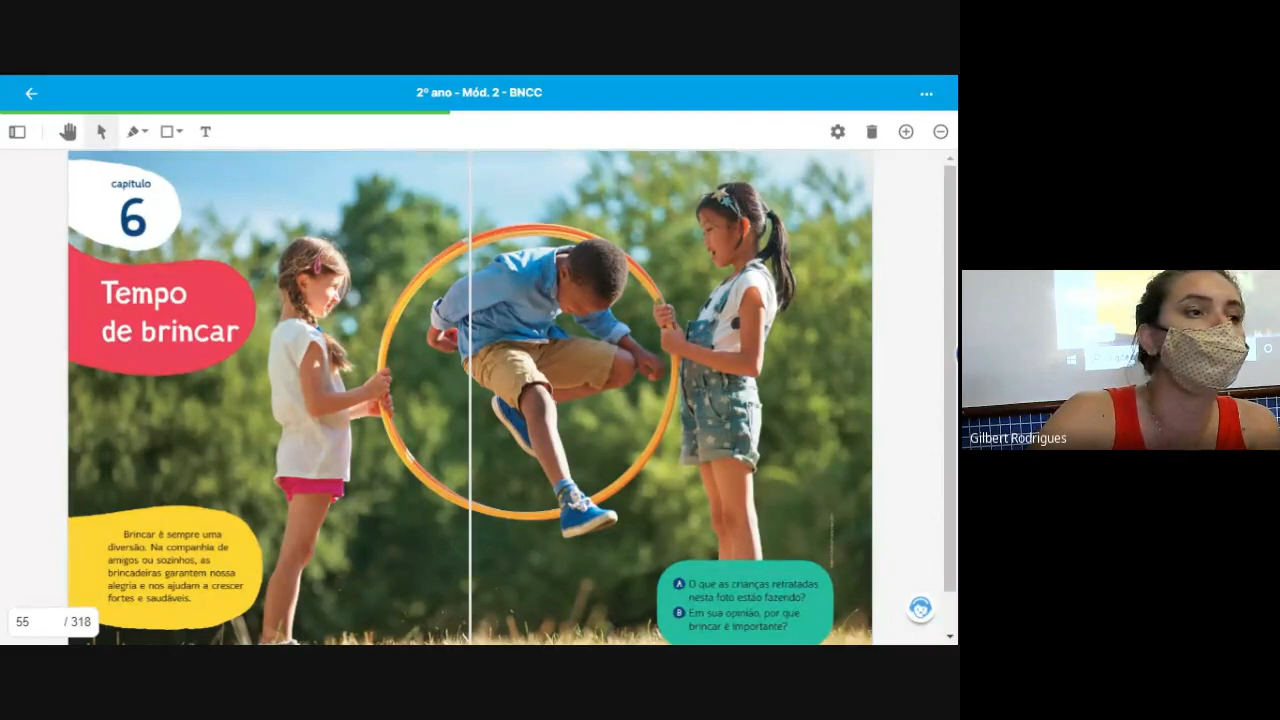 2º ano - Mód. 2 - BNCC
T
capítulo
6
Tempo
de brincar
Brincar é sempre uma
diversão. Na companhia de
amigos ou sozinhos, as
brincadeiras garantem nossa
alegria e nos ajudam a crescer
fortes e saudáveis.
55 / 318
A O que as crianças retratadas
nesta foto estão fazendo?
B Em sua opinião, por que
brincar é importante?
Gilbert Rodrigues